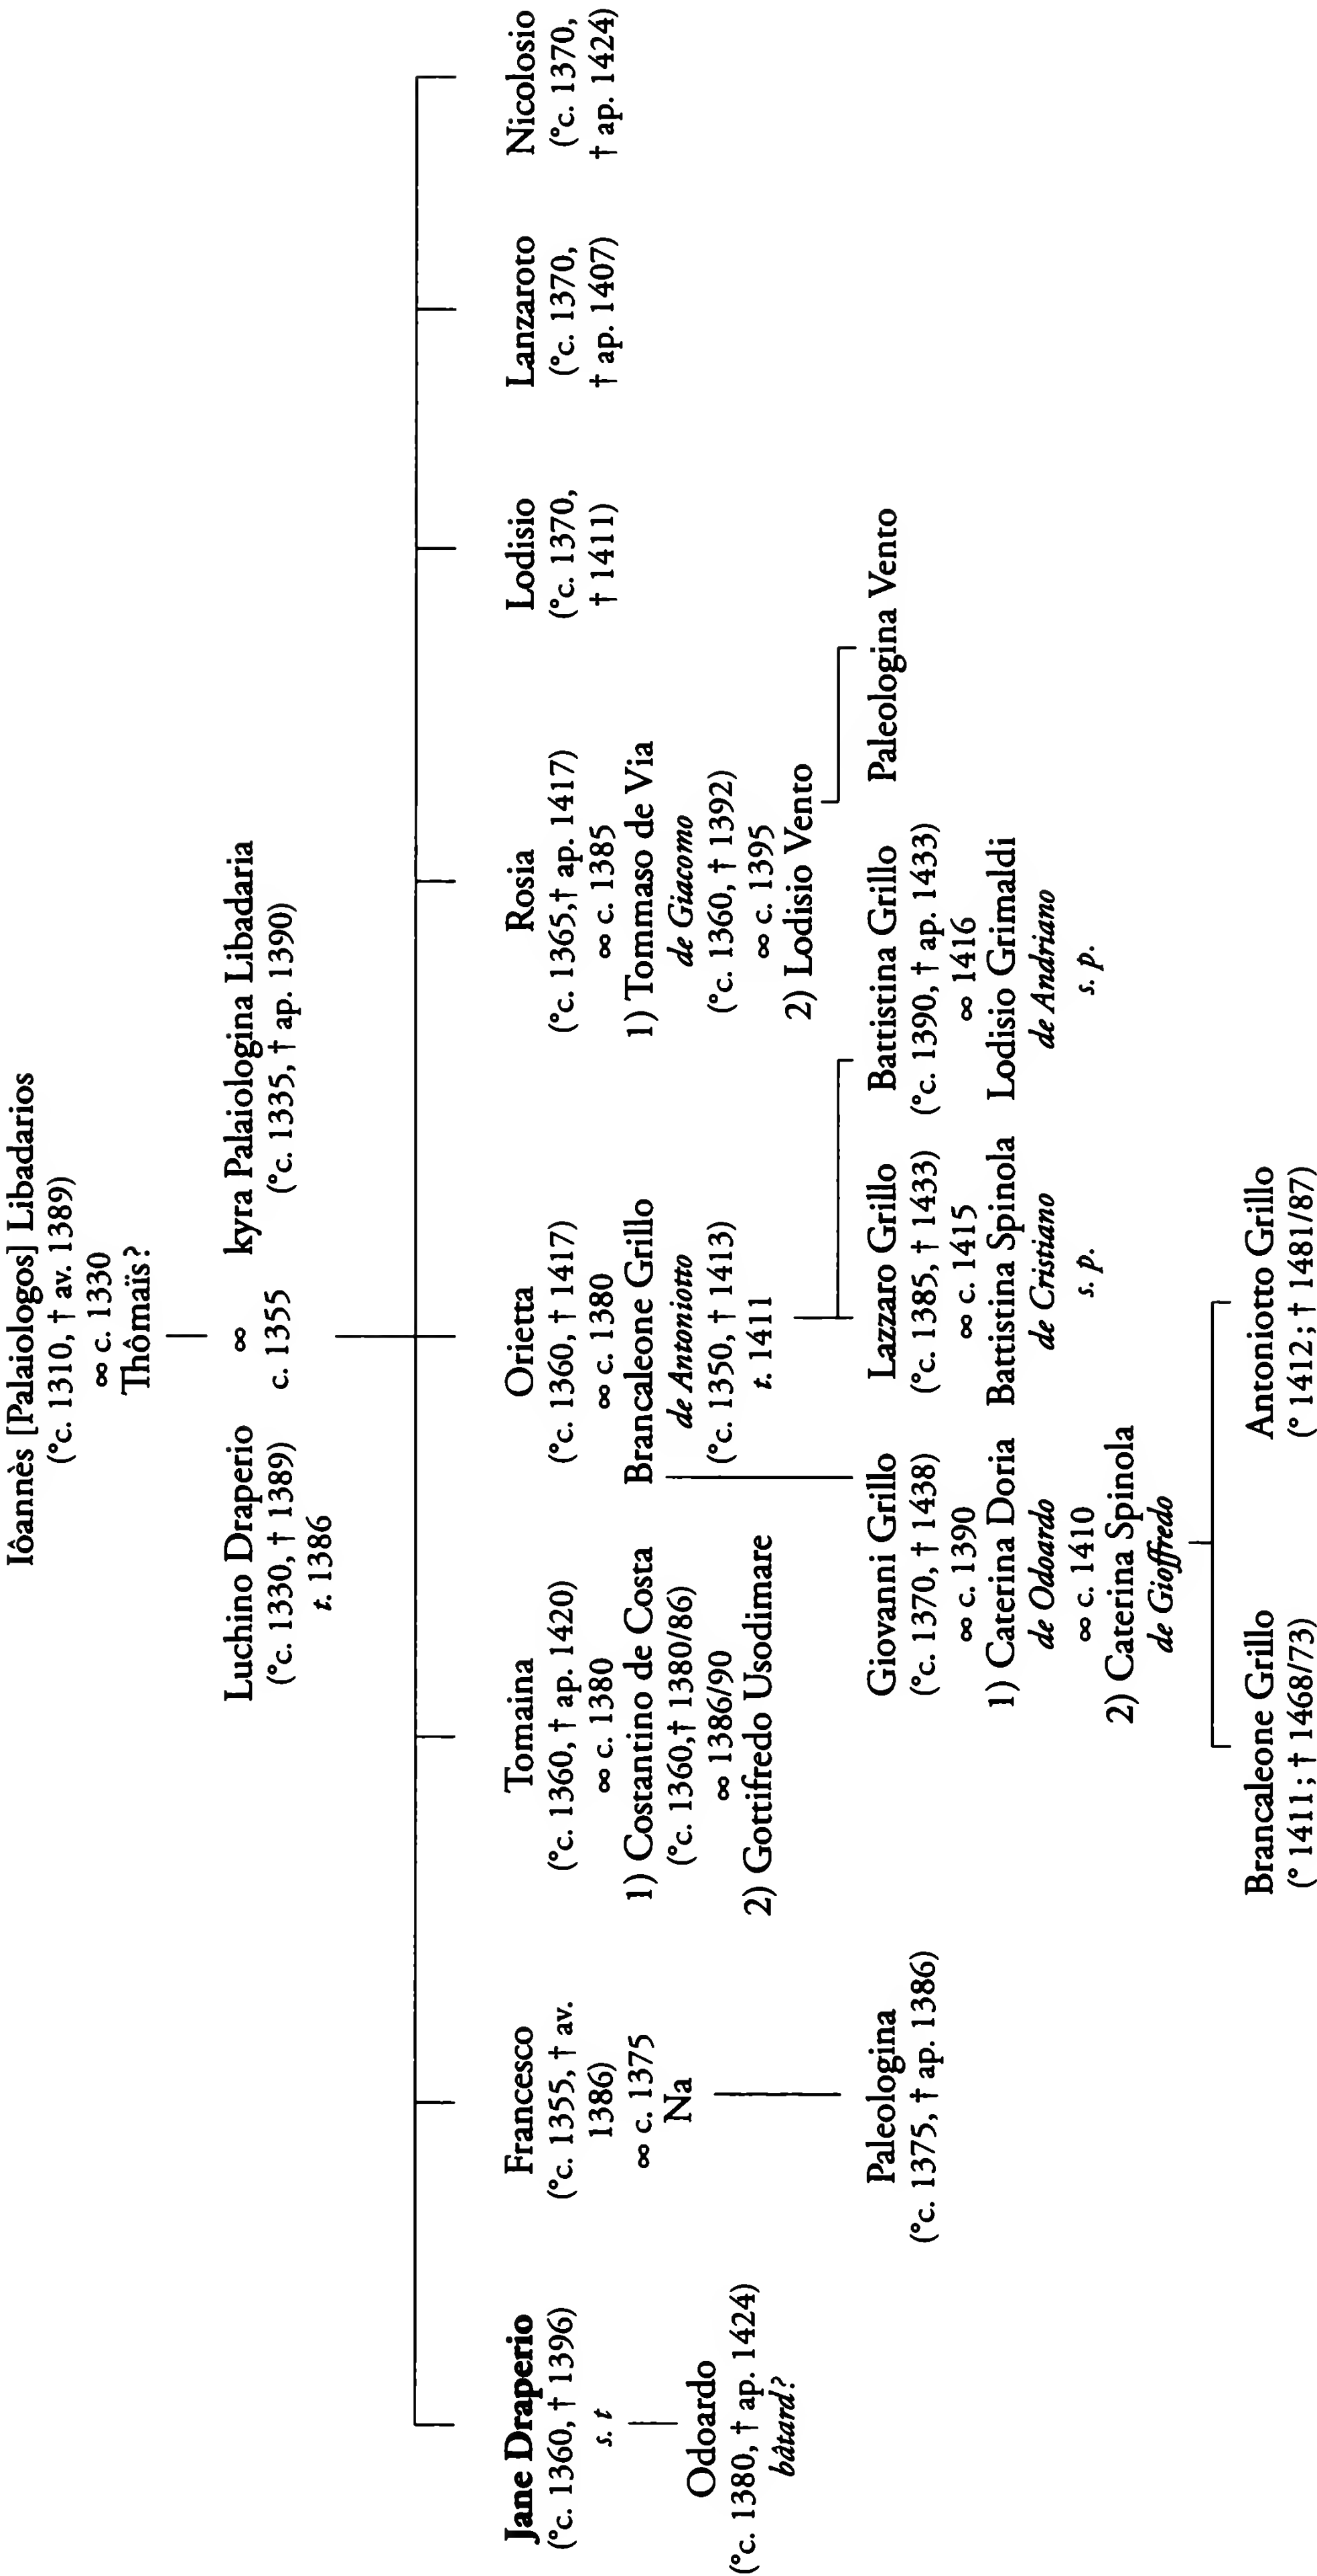 Iôannès [Palaiologos] Libadarios
(°c. 1310, † av. 1389)
∞ c. 1330
Thômaïs ?
Luchino Draperio
(°c. 1330, † 1389)
t. 1386
∞
c. 1355
kyra Palaiologina Libadaria
(°c. 1335, † ap. 1390)
Jane Draperio
(°c. 1360, † 1396)
s. t
Odoardo
(°c. 1380, † ap. 1424)
bâtard?
Francesco
(°c. 1355, † av.
1386)
∞ c. 1375
Na
Paleologina
(°c. 1375, † ap. 1386)
Tomaina
(°c. 1360, † ap. 1420)
∞ c. 1380
1) Costantino de Costa
(°c. 1360,† 1380/86)
∞ 1386/90
2) Gottifredo Usodimare
Orietta
(°c. 1360, † 1417)
∞ c. 1380
Brancaleone Grillo
de Antoniotto
(°c. 1350, † 1413)
t. 1411
Rosia
(°c. 1365,† ap. 1417)
∞ c. 1385
1) Tommaso de Via
de Giacomo
(°c. 1360, † 1392)
∞ c. 1395
2) Lodisio Vento
Lodisio
(°c. 1370,
† 1411)
Lanzaroto
(°c. 1370,
† ap. 1407)
Nicolosio
(°c. 1370,
† ap. 1424)
Giovanni Grillo
(°c. 1370, † 1438)
∞ c. 1390
1) Caterina Doria
de Odoardo
∞ c. 1410
2) Caterina Spinola
de Gioffredo
Lazzaro Grillo
(°c. 1385, † 1433)
∞ c. 1415
Battistina Spinola
de Cristiano
s. p.
Battistina Grillo
(°c. 1390, † ap. 1433)
∞ 1416
Lodisio Grimaldi
de Andriano
s. p.
Paleologina Vento
Brancaleone Grillo
(° 1411; † 1468/73)
Antoniotto Grillo
(° 1412; † 1481/87)